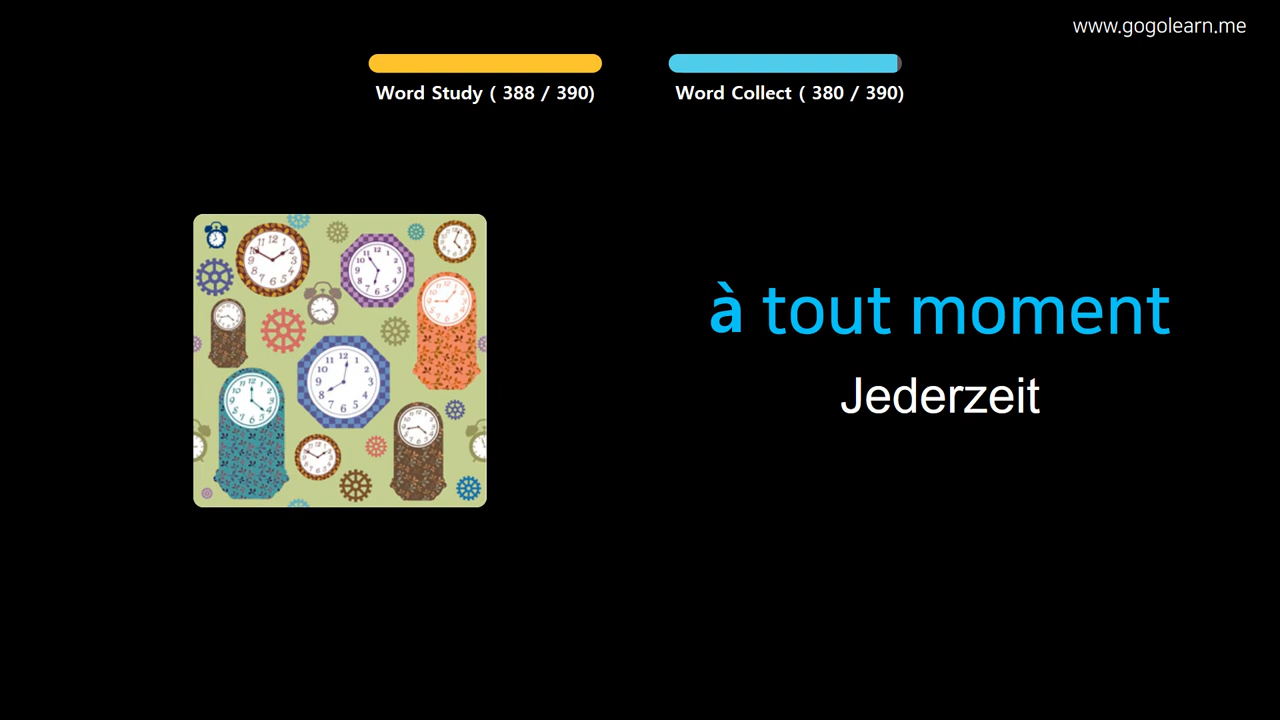 www.gogolearn.me
Word Study ( 388 / 390)
Word Collect ( 380 / 390)
à tout moment
Jederzeit